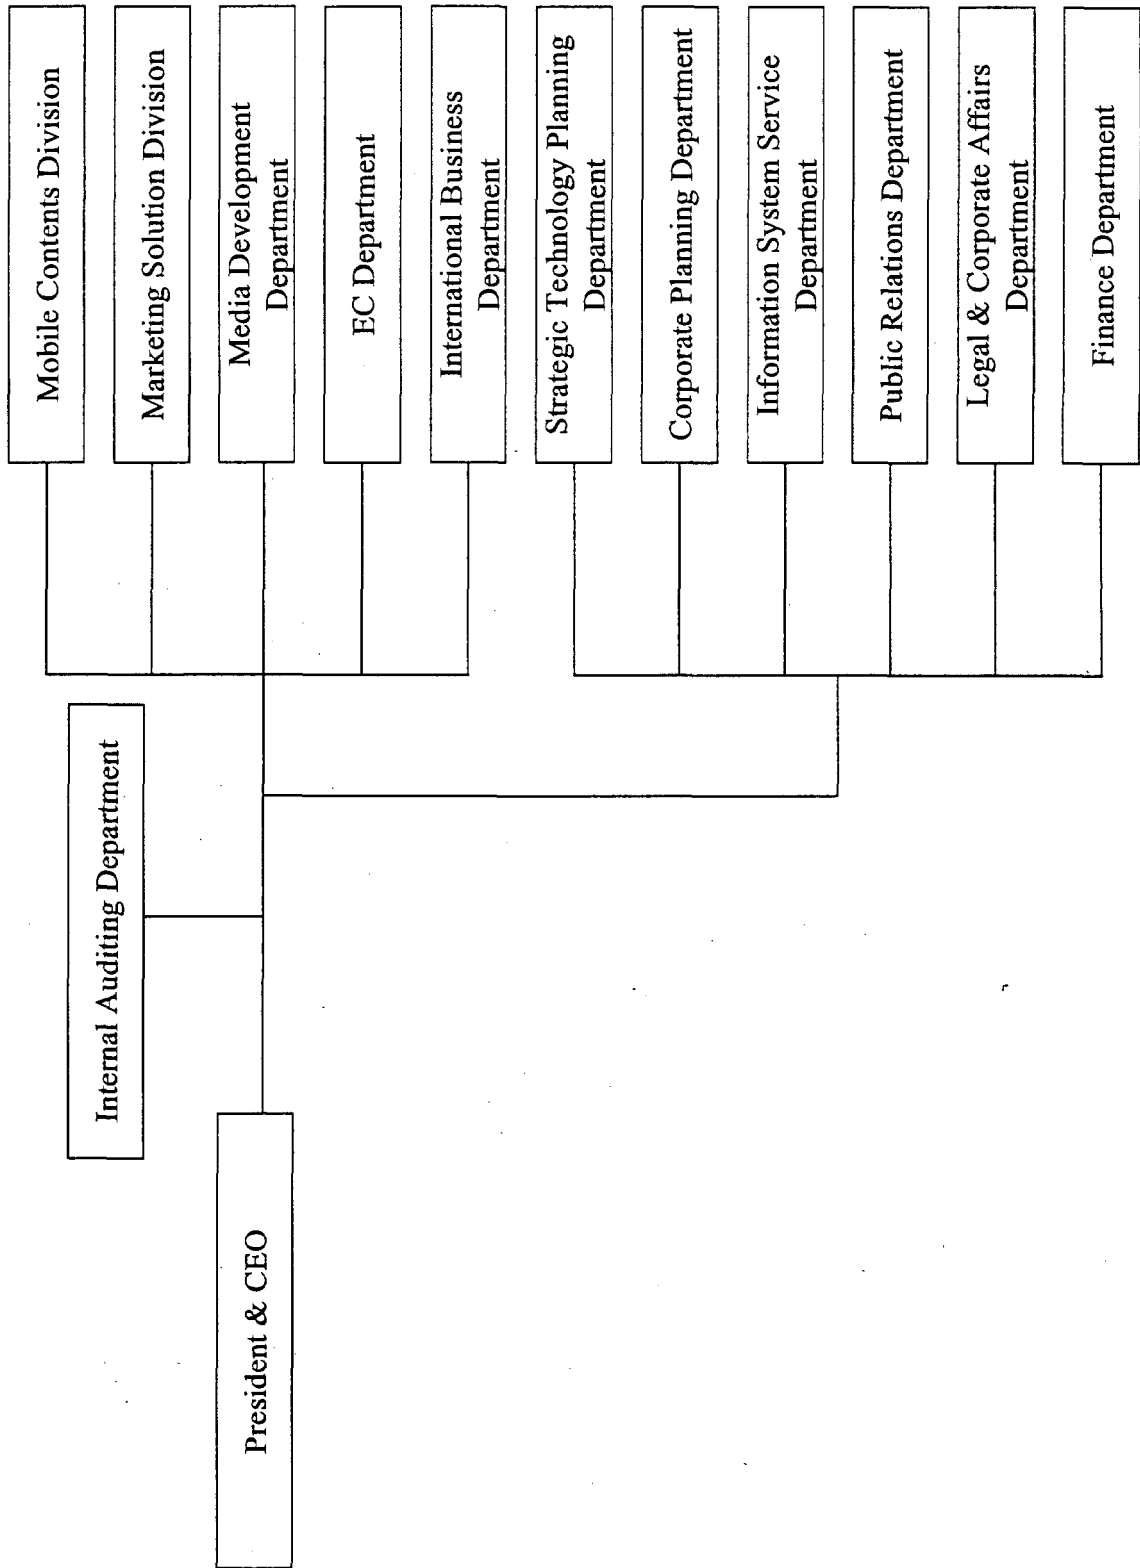 President & CEO
Internal Auditing Department
Mobile Contents Division
Marketing Solution Division
Media Development
Department
EC Department
International Business
Department
Strategic Technology Planning
Department
Corporate Planning Department
Information System Service
Department
Public Relations Department
Legal & Corporate Affairs
Department
Finance Department